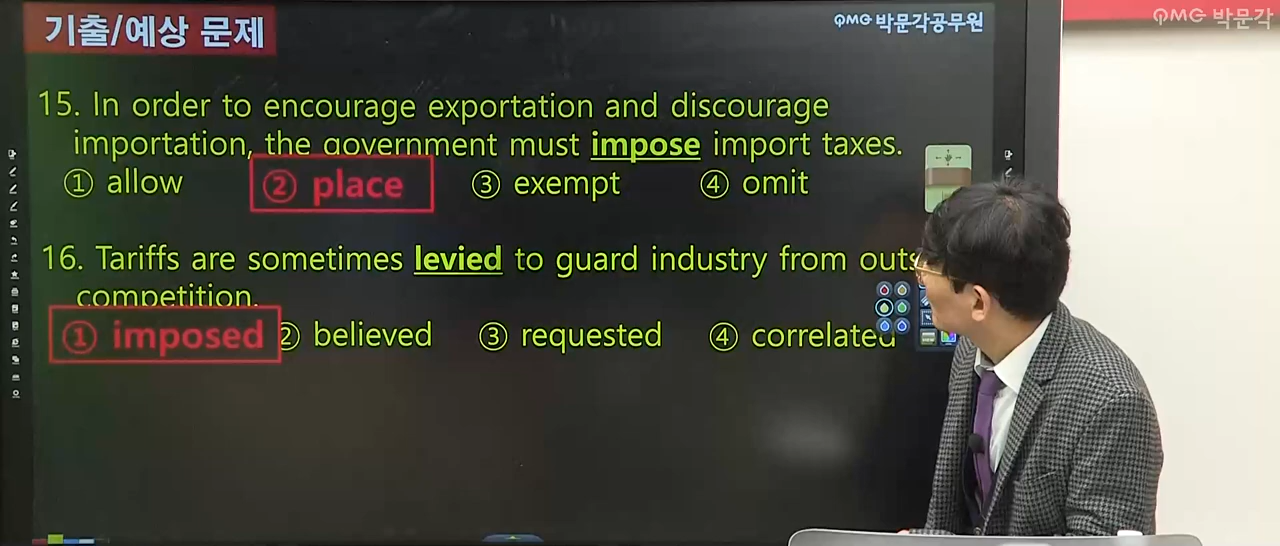 기출/예상 문제
PMG 박문각공무원
PMG 박문각
15. In order to encourage exportation and discourage
importation, the government must impose import taxes.
① allow ② place ③ exempt ④ omit
16. Tariffs are sometimes levied to guard industry from outs
competition.
① imposed ② believed ③ requested ④ correlated